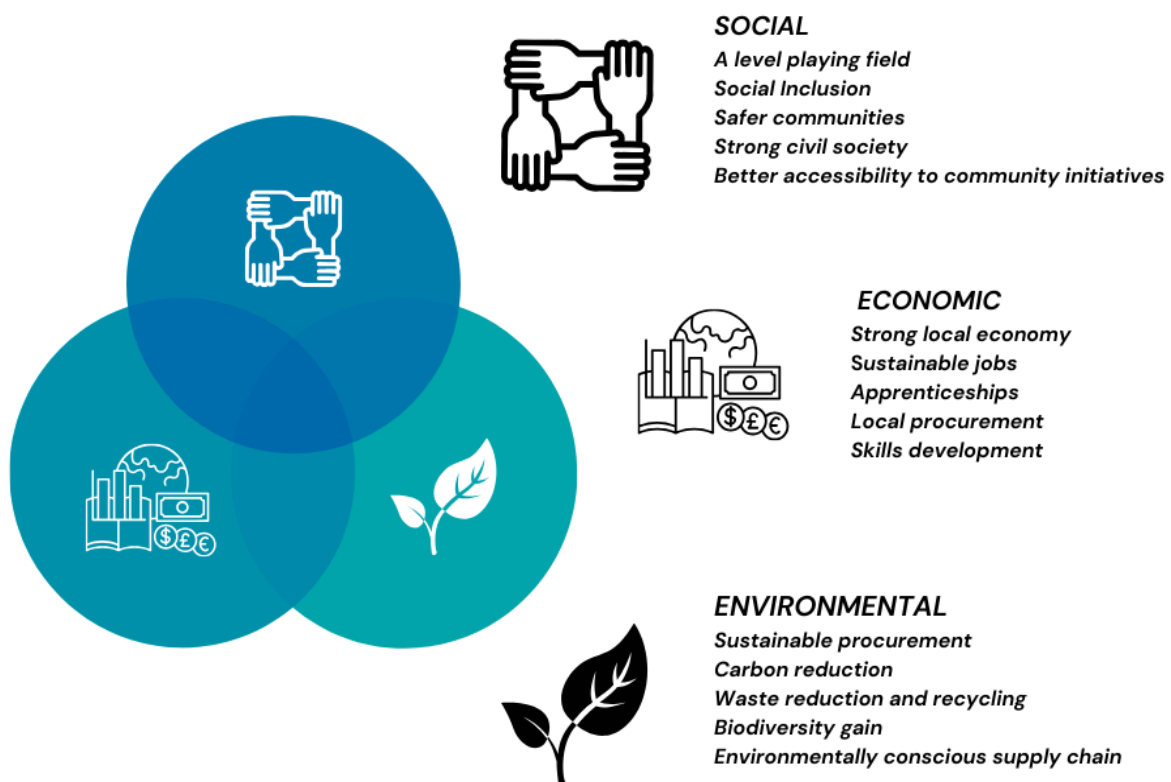 SOCIAL
A level playing field
Social Inclusion
Safer communities
Strong civil society
Better accessibility to community initiatives
ECONOMIC
Strong local economy
Sustainable jobs
Apprenticeships
Local procurement
Skills development
$ £ €
$ £ €
ENVIRONMENTAL
Sustainable procurement
Carbon reduction
Waste reduction and recycling
Biodiversity gain
Environmentally conscious supply chain